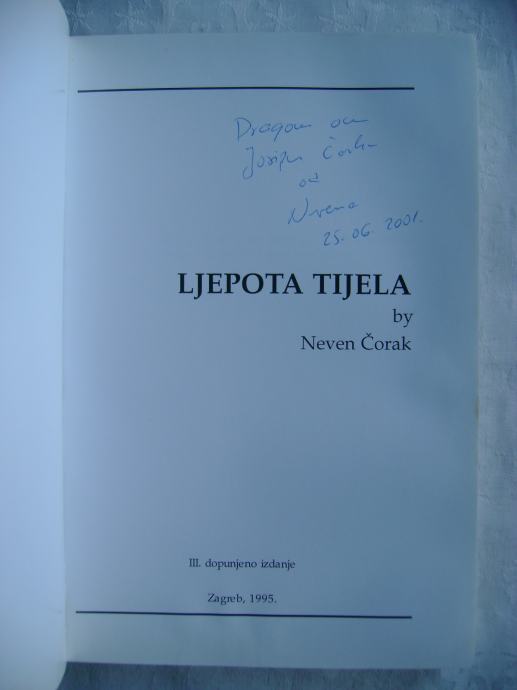 Dragom
Josipu Čorku
od
Nevena
25.06.2001.
LJEPOTA TIJELA
by
Neven Čorak
III. dopunjeno izdanje
Zagreb, 1995.